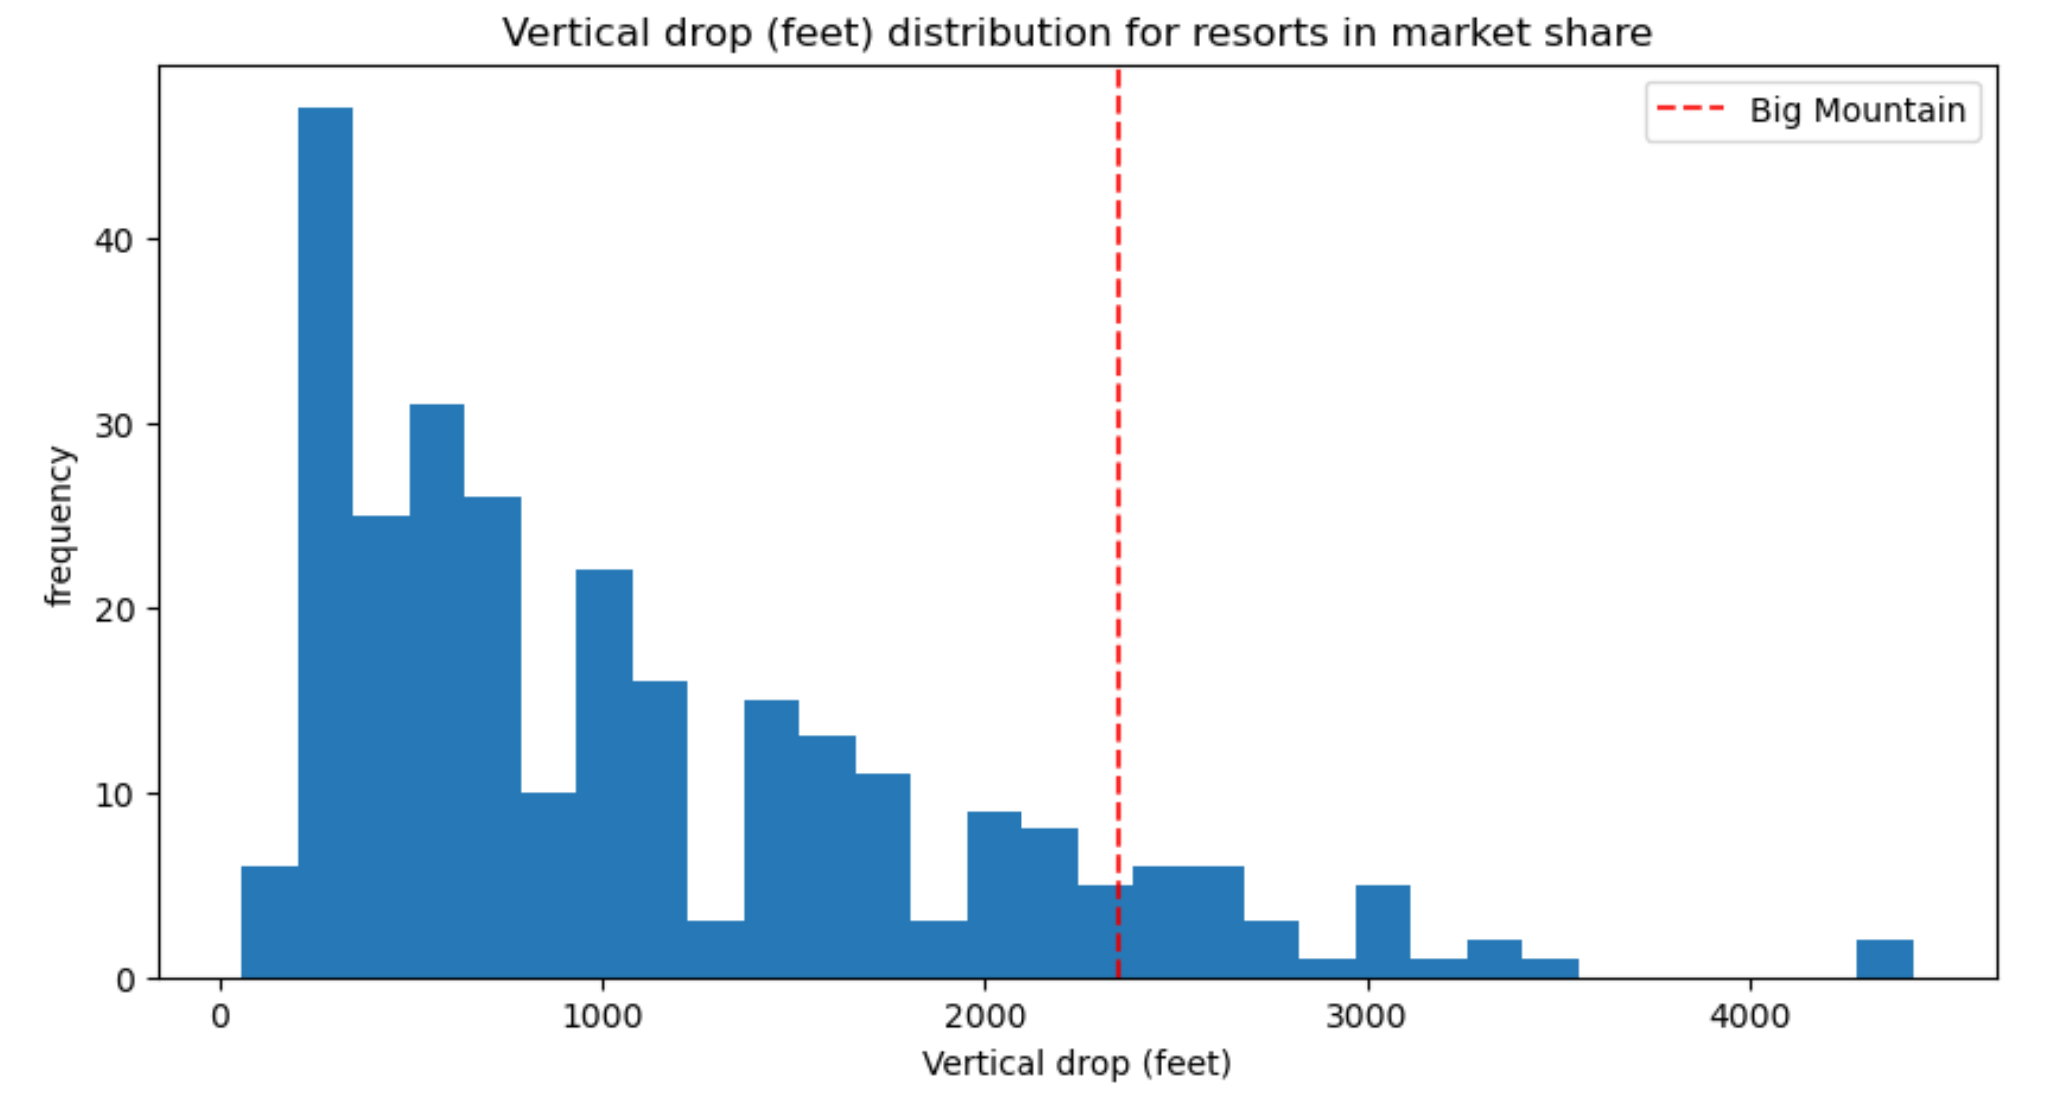 Vertical drop (feet) distribution for resorts in market share
Big Mountain
40
30
20
10
0
frequency
0 1000 2000 3000 4000
Vertical drop (feet)